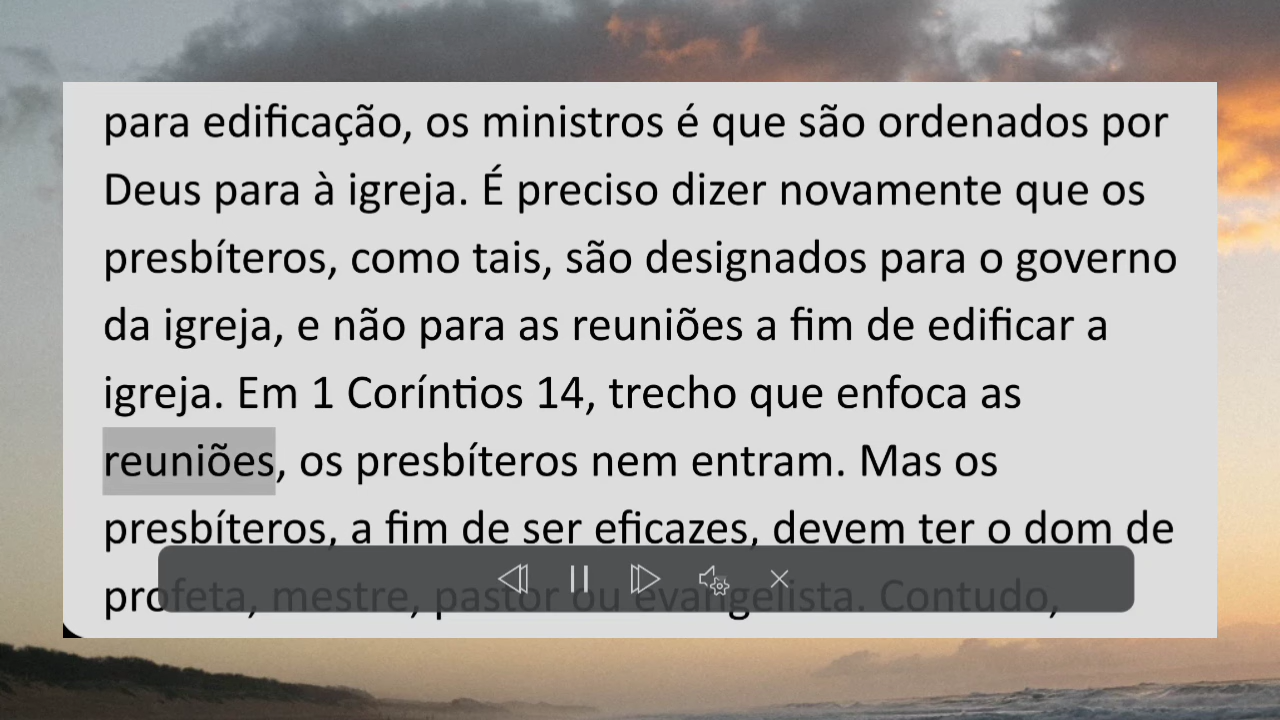 para edificação, os ministros é que são ordenados por
Deus para à igreja. É preciso dizer novamente que os
presbíteros, como tais, são designados para o governo
da igreja, e não para as reuniões a fim de edificar a
igreja. Em 1 Coríntios 14, trecho que enfoca as
reuniões, os presbíteros nem entram. Mas os
presbíteros, a fim de ser eficazes, devem ter o dom de
profeta, mestre, pastor ou evangelista. Contudo,